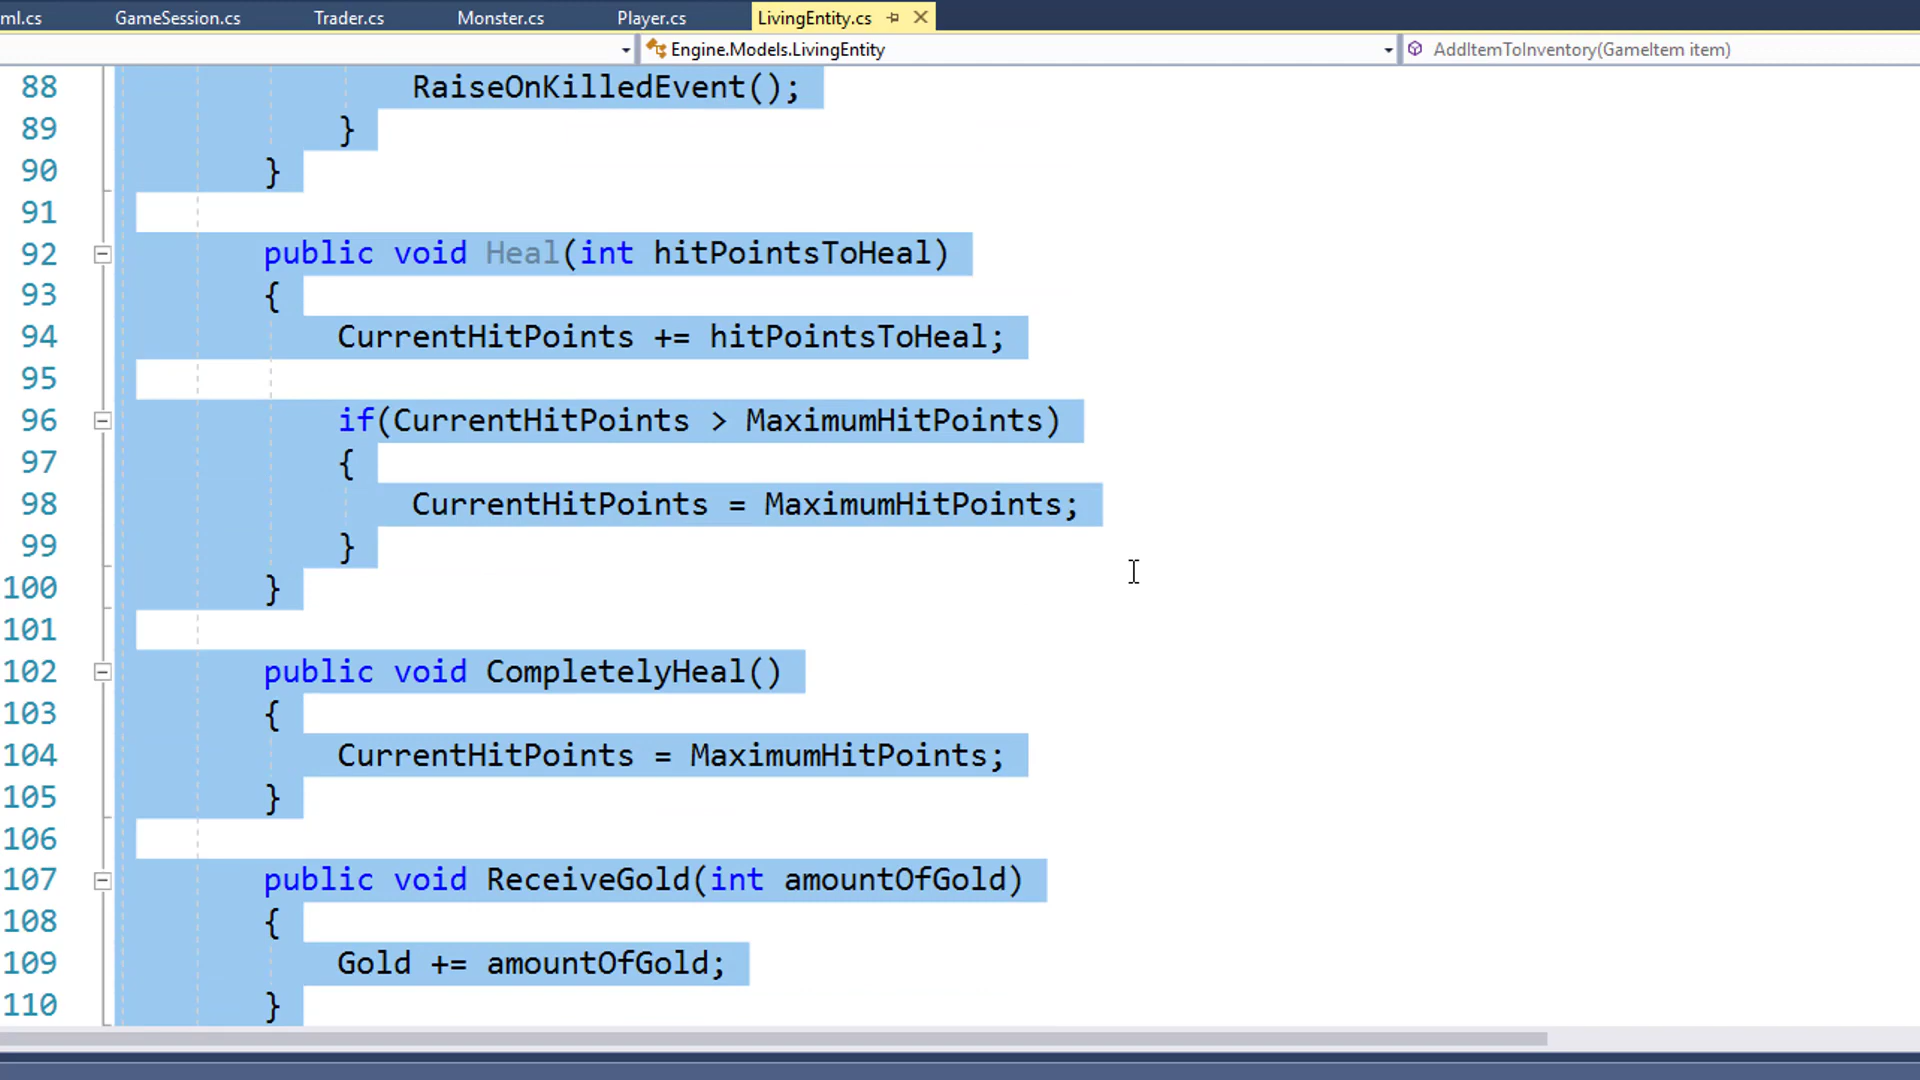 ml.cs GameSession.cs Trader.cs Monster.cs Player.cs LivingEntity.cs
Engine.Models.LivingEntity AddItemToInventory(GameItem item)
88 RaiseOnKilledEvent();
89 }
90 }
91
92 public void Heal(int hitPointsToHeal)
93 {
94 CurrentHitPoints += hitPointsToHeal;
95
96 if(CurrentHitPoints > MaximumHitPoints)
97 {
98 CurrentHitPoints = MaximumHitPoints;
99 }
100 }
101
102 public void CompletelyHeal()
103 {
104 CurrentHitPoints = MaximumHitPoints;
105 }
106
107 public void ReceiveGold(int amountOfGold)
108 {
109 Gold += amountOfGold;
110 }